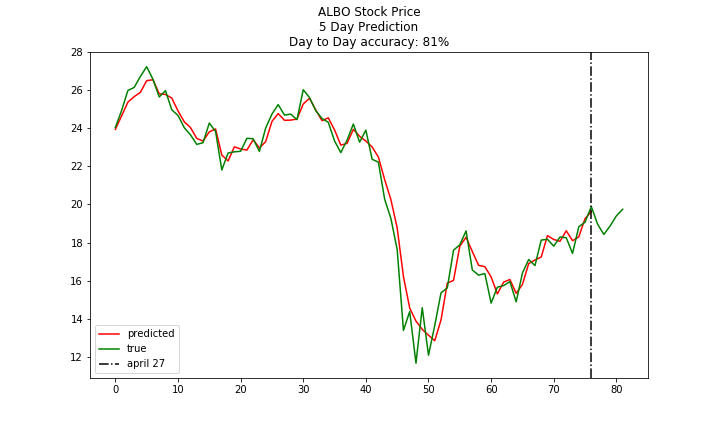 ALBO Stock Price
5 Day Prediction
Day to Day accuracy: 81%
28
26
24
22
20
18
16
14
12
predicted
true
april 27
0 10 20 30 40 50 60 70 80